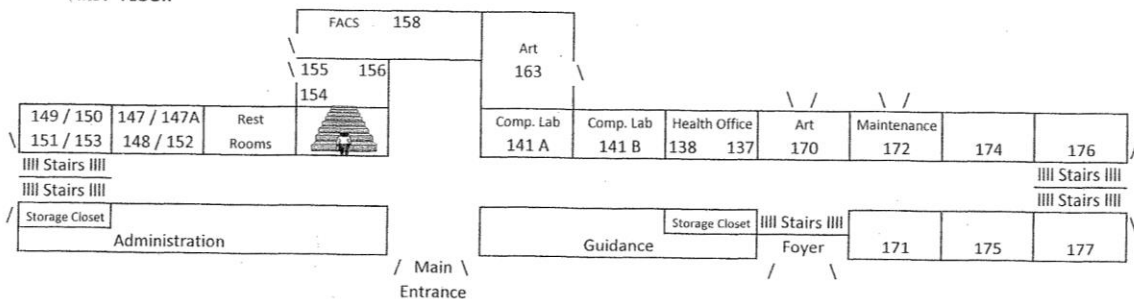 FACS 158
Art
163
155 156
154
149 / 150
151 / 153
147 / 147A
148 / 152
Rest
Rooms
Comp. Lab
141 A
Comp. Lab
141 B
Health Office
138 137
Art
170
Maintenance
172
174
176
IIII Stairs IIII
IIII Stairs IIII
IIII Stairs IIII
IIII Stairs IIII
Storage Closet
Administration
Storage Closet
Guidance
IIII Stairs IIII
Foyer
171
175
177
Main
Entrance